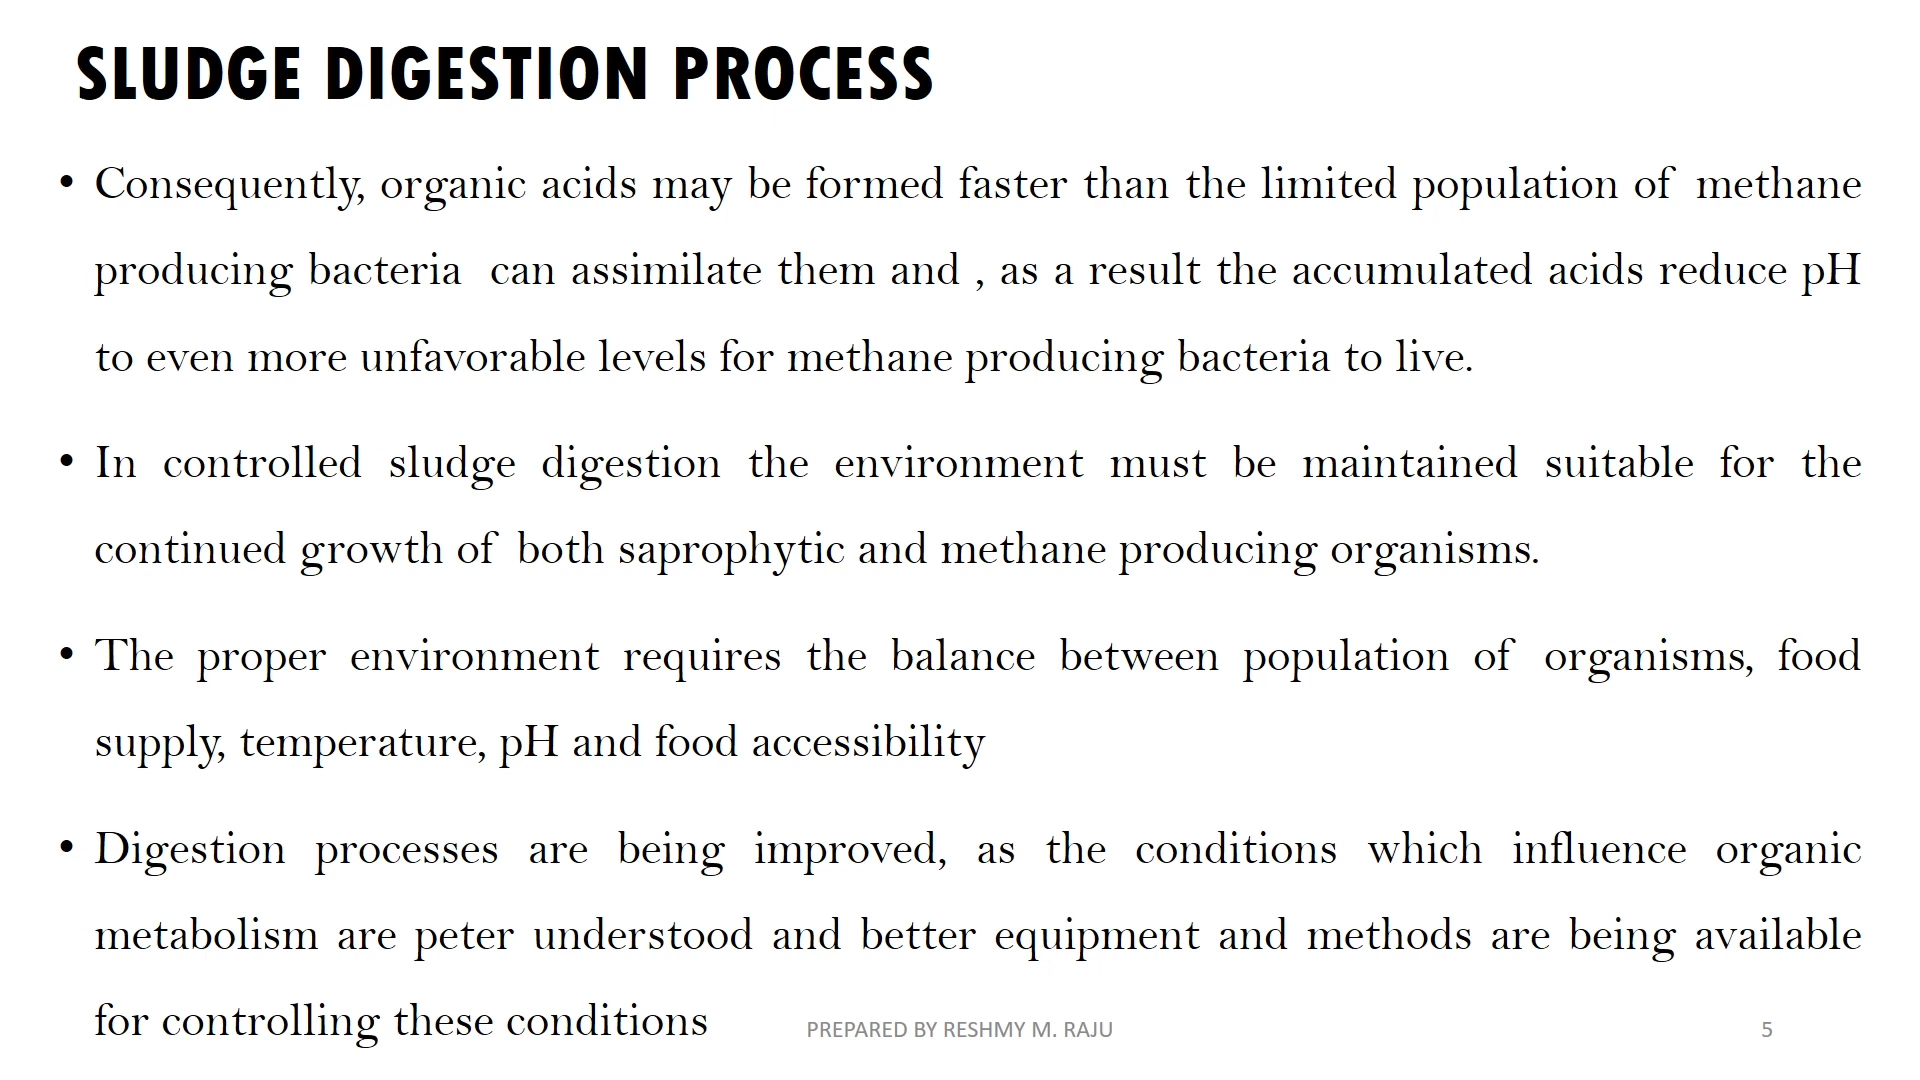 SLUDGE DIGESTION PROCESS
• Consequently, organic acids may be formed faster than the limited population of methane
producing bacteria can assimilate them and , as a result the accumulated acids reduce pH
to even more unfavorable levels for methane producing bacteria to live.
• In controlled sludge digestion the environment must be maintained suitable for the
continued growth of both saprophytic and methane producing organisms.
• The proper environment requires the balance between population of organisms, food
supply, temperature, pH and food accessibility
• Digestion processes are being improved, as the conditions which influence organic
metabolism are peter understood and better equipment and methods are being available
for controlling these conditions
PREPARED BY RESHMY M. RAJU
5